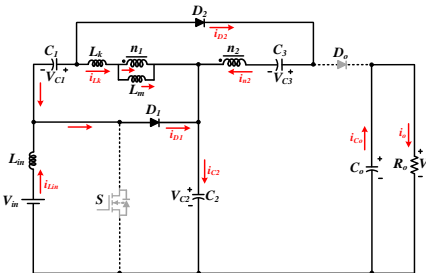 D2
iD2
C1
Lk
n1
n2
C3
Do
- VC1 +
iLk
Lm
in2
- VC3 +
D1
iD1
iCo
io
Lin
iLin
S
VC2
+
-
iC2
C2
Co
+
-
Ro
+
-
V
Vin